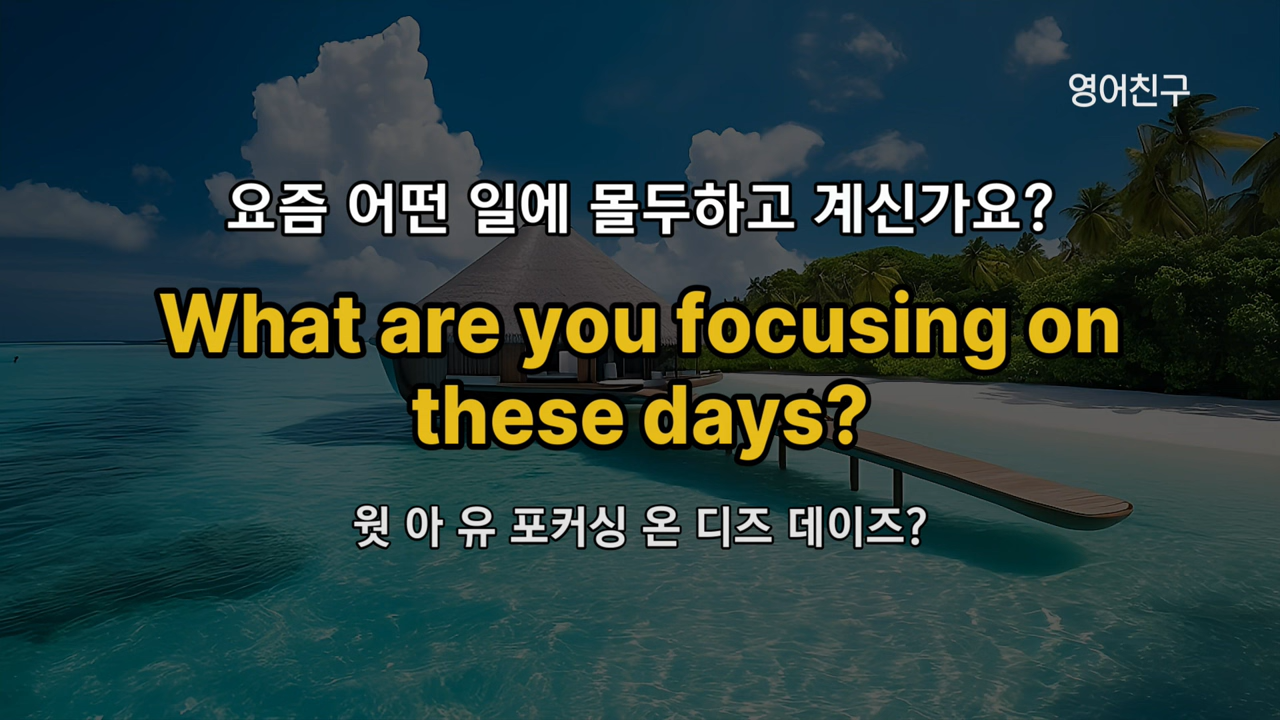 영어친구
요즘 어떤 일에 몰두하고 계신가요?
What are you focusing on
these days?
웟 아 유 포커싱 온 디즈 데이즈?